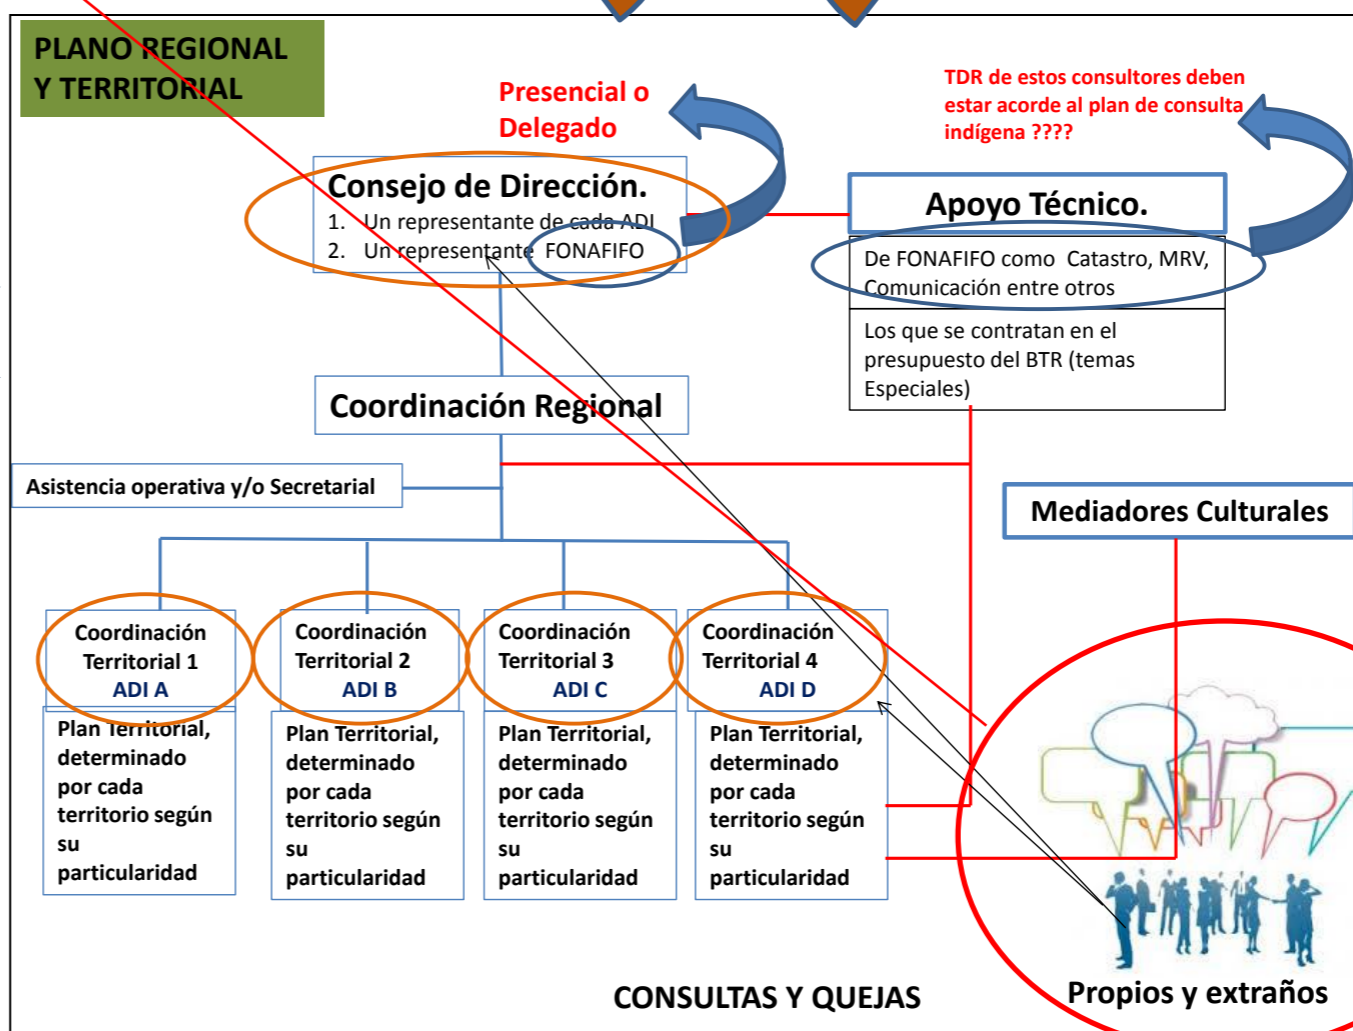 PLANO REGIONAL
Y TERRITORIAL
Presencial o
Delegado
TDR de estos consultores deben
estar acorde al plan de consulta
indígena ????
Consejo de Dirección.
1. Un representante de cada ADI
2. Un representante FONAFIFO
Apoyo Técnico.
De FONAFIFO como Catastro, MRV,
Comunicación entre otros
Los que se contratan en el
presupuesto del BTR (temas
Especiales)
Coordinación Regional
Asistencia operativa y/o Secretarial
Mediadores Culturales
Coordinación
Territorial 1
ADI A
Coordinación
Territorial 2
ADI B
Coordinación
Territorial 3
ADI C
Coordinación
Territorial 4
ADI D
Plan Territorial,
determinado
por cada
territorio según
su
particularidad
Plan Territorial,
determinado
por cada
territorio según
su
particularidad
Plan Territorial,
determinado
por cada
territorio según
su
particularidad
Plan Territorial,
determinado
por cada
territorio según
su
particularidad
CONSULTAS Y QUEJAS
Propios y extraños